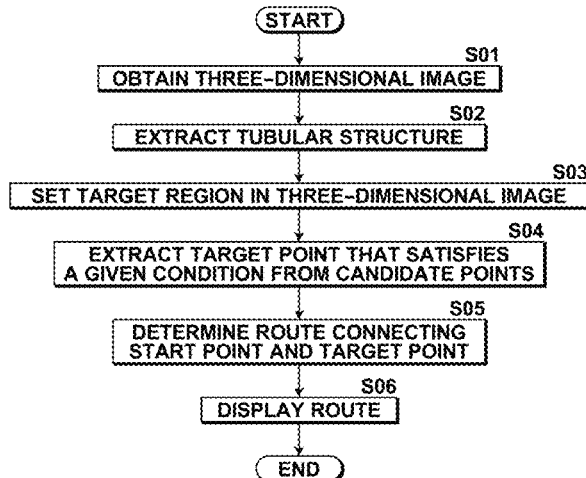 START
S01
OBTAIN THREE-DIMENSIONAL IMAGE
S02
EXTRACT TUBULAR STRUCTURE
S03
SET TARGET REGION IN THREE-DIMENSIONAL IMAGE
S04
EXTRACT TARGET POINT THAT SATISFIES
A GIVEN CONDITION FROM CANDIDATE POINTS
S05
DETERMINE ROUTE CONNECTING
START POINT AND TARGET POINT
S06
DISPLAY ROUTE
END